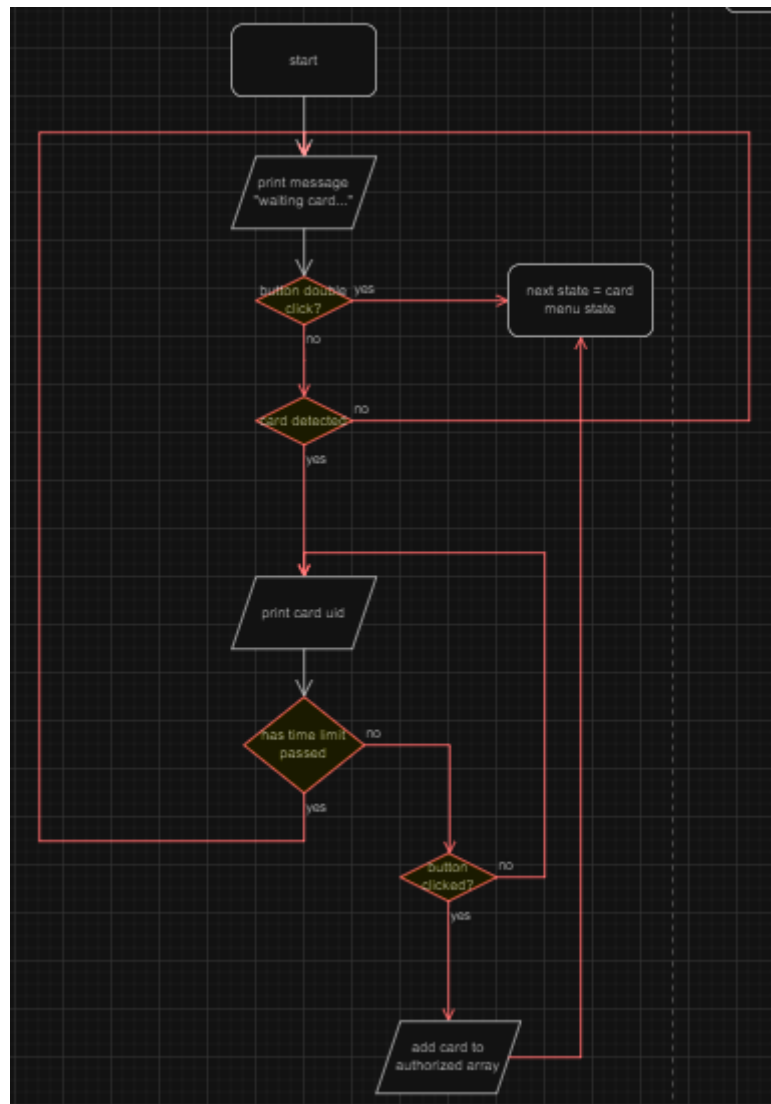 start
print message
"waiting card..."
button double
click?
yes
next state = card
menu state
no
card detected
no
yes
print card uid
has time limit
passed
no
yes
button
clicked?
no
yes
add card to
authorized array